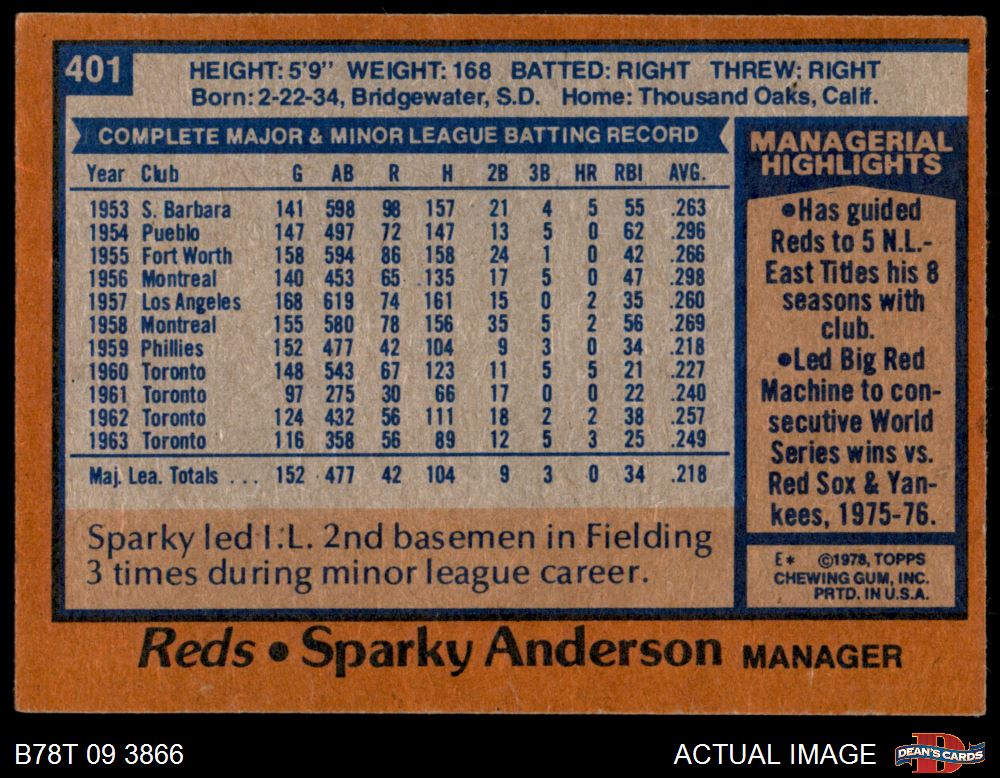 401
HEIGHT: 5'9" WEIGHT: 168 BATTED: RIGHT THREW: RIGHT
Born: 2-22-34, Bridgewater, S.D. Home: Thousand Oaks, Calif.
COMPLETE MAJOR & MINOR LEAGUE BATTING RECORD
Year Club G AB R H 2B 3B HR RBI AVG.
1953 S. Barbara 141 598 98 157 21 4 5 55 .263
1954 Pueblo 147 497 72 147 13 5 0 62 .296
1955 Fort Worth 158 594 86 158 24 1 0 42 .266
1956 Montreal 140 453 65 135 17 5 0 47 .298
1957 Los Angeles 168 619 74 161 15 0 2 35 .260
1958 Montreal 155 580 78 156 35 5 2 56 .269
1959 Phillies 152 477 42 104 9 3 0 34 .218
1960 Toronto 148 543 67 123 11 5 5 21 .227
1961 Toronto 97 275 30 66 17 0 0 22 .240
1962 Toronto 124 432 56 111 18 2 2 38 .257
1963 Toronto 116 358 56 89 12 5 3 25 .249
Maj. Lea. Totals ... 152 477 42 104 9 3 0 34 .218
Sparky led I.L. 2nd basemen in Fielding
3 times during minor league career.
MANAGERIAL
HIGHLIGHTS
•Has guided
Reds to 5 N.L.-
East Titles his 8
seasons with
club.
•Led Big Red
Machine to con-
secutive World
Series wins vs.
Red Sox & Yan-
kees, 1975-76.
E* ©1978, TOPPS
CHEWING GUM, INC.
PRTD. IN U.S.A.
Reds • Sparky Anderson MANAGER
B78T 09 3866
ACTUAL IMAGE
D
DEAN'S CARDS